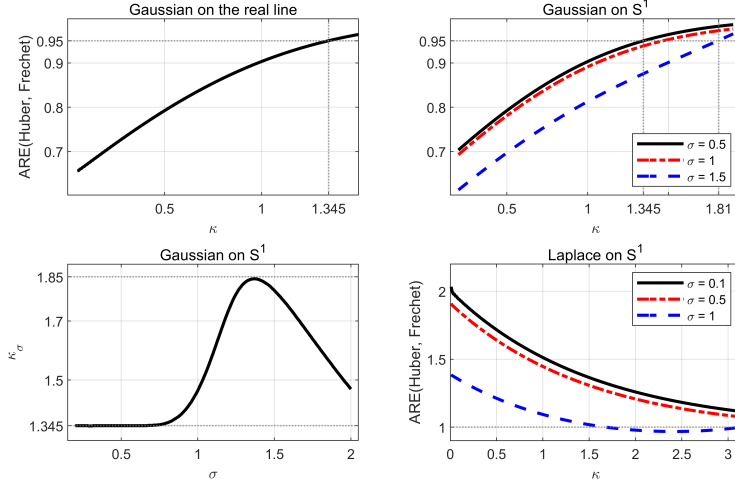 Gaussian on the real line
ARE(Huber, Frechet)
0.95
0.9
0.8
0.7
0.5
1
1.345
κ
Gaussian on S¹
0.95
0.9
0.8
0.7
σ = 0.5
σ = 1
σ = 1.5
0.5
1
1.345
1.81
κ
Gaussian on S¹
κσ
1.85
1.7
1.5
1.345
0.5
1
1.5
2
σ
Laplace on S¹
ARE(Huber, Frechet)
2
1.5
1
σ = 0.1
σ = 0.5
σ = 1
0
0.5
1
1.5
2
2.5
3
κ